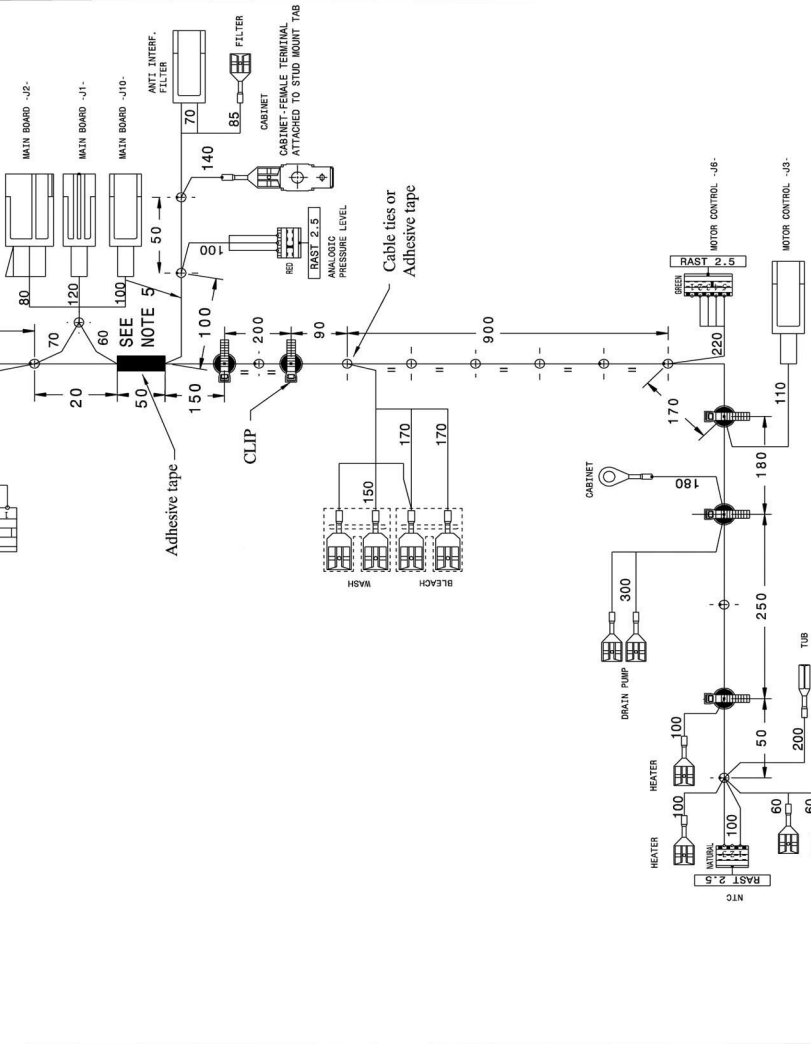 MAIN BOARD -J2-
MAIN BOARD -J1-
MAIN BOARD -J10-
ANTI INTERF.
FILTER
FILTER
CABINET
CABINET-FEMALE TERMINAL
ATTACHED TO STUD MOUNT TAB
70
85
140
80
120
100
50
100
RED
RAST 2.5
ANALOGIC
PRESSURE LEVEL
SEE
NOTE 5
70
60
20
50
150
100
200
90
900
Adhesive tape
CLIP
Cable ties or
Adhesive tape
170
170
150
WASH
BLEACH
MOTOR CONTROL -J6-
RAST 2.5
GREEN
220
MOTOR CONTROL -J3-
110
170
180
CABINET
180
300
DRAIN PUMP
250
50
TUB
200
HEATER
100
HEATER
100
NATURAL
100
RAST 2.5
NTC
60
60